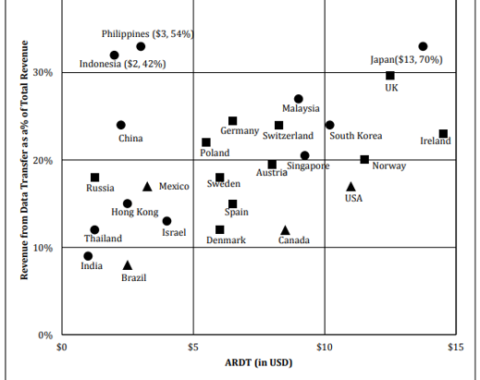 Revenue from Data Transfer as a% of Total Revenue
Philippines ($3, 54%)
Indonesia ($2, 42%)
Japan($13, 70%)
30%
UK
Malaysia
China
Germany
Switzerland
South Korea
Ireland
Poland
20%
Austria
Singapore
Norway
Russia
Mexico
Sweden
USA
Hong Kong
Spain
Thailand
Israel
Denmark
Canada
10%
India
Brazil
0%
$0 $5 $10 $15
ARDT (in USD)